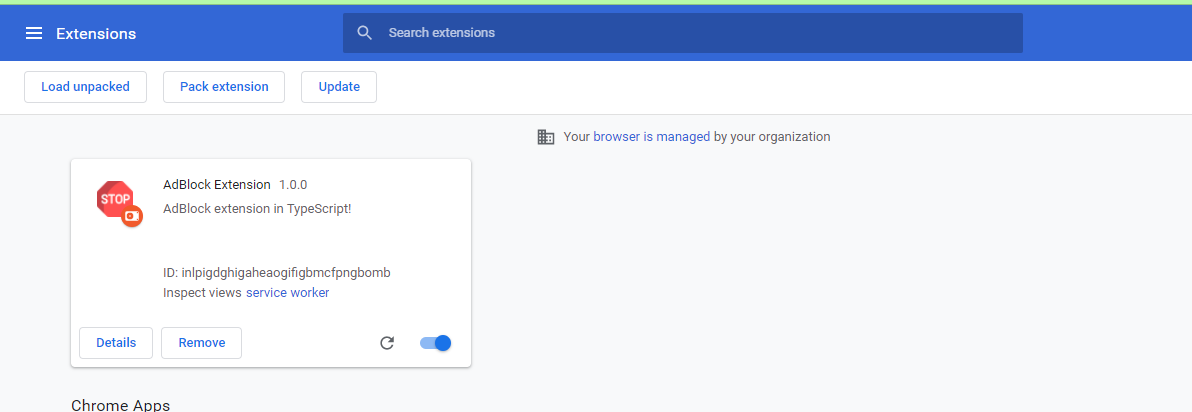 Extensions
Search extensions
Load unpacked
Pack extension
Update
Your browser is managed by your organization
STOP
AdBlock Extension 1.0.0
AdBlock extension in TypeScript!
ID: inlpigdghigaheaogifigbmcfpngbomb
Inspect views service worker
Details
Remove
Chrome Apps